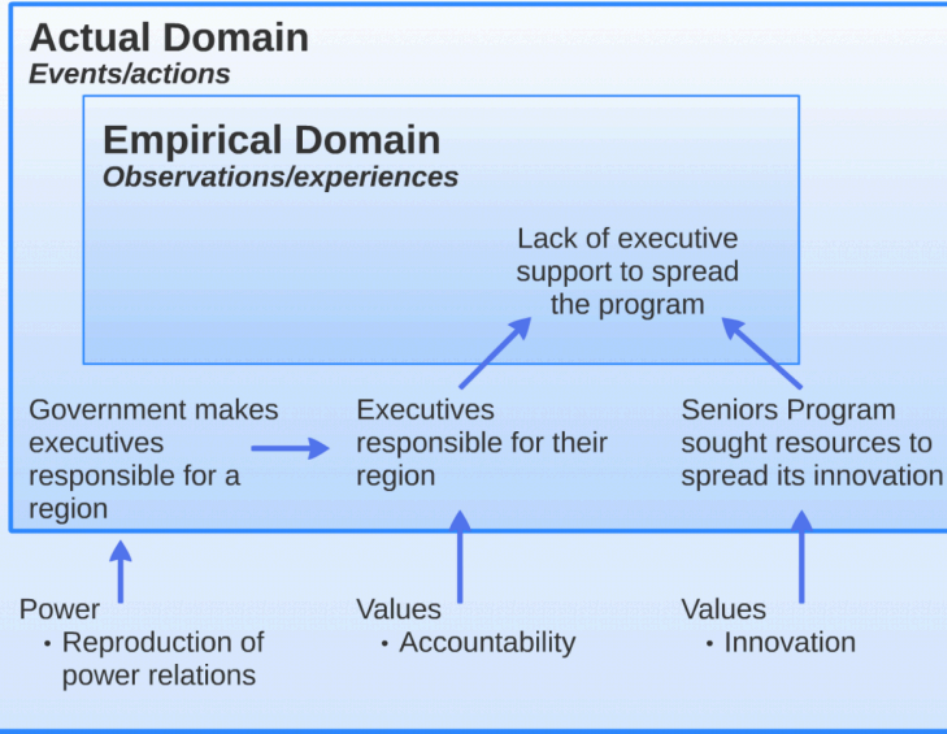 Actual Domain
Events/actions
Empirical Domain
Observations/experiences
Lack of executive
support to spread
the program
Government makes
executives
responsible for a
region
Executives
responsible for their
region
Seniors Program
sought resources to
spread its innovation
Power
• Reproduction of
power relations
Values
• Accountability
Values
• Innovation